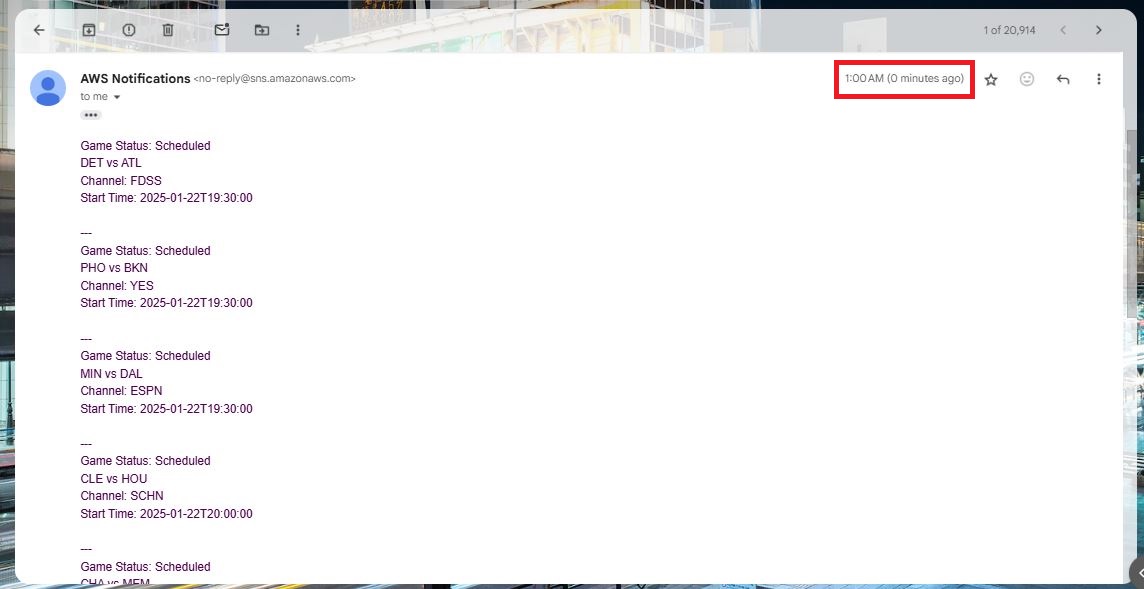 1 of 20,914
AWS Notifications <no-reply@sns.amazonaws.com>
1:00 AM (0 minutes ago)
to me
Game Status: Scheduled
DET vs ATL
Channel: FDSS
Start Time: 2025-01-22T19:30:00
---
Game Status: Scheduled
PHO vs BKN
Channel: YES
Start Time: 2025-01-22T19:30:00
---
Game Status: Scheduled
MIN vs DAL
Channel: ESPN
Start Time: 2025-01-22T19:30:00
---
Game Status: Scheduled
CLE vs HOU
Channel: SCHN
Start Time: 2025-01-22T20:00:00
---
Game Status: Scheduled
CHA vs MEM